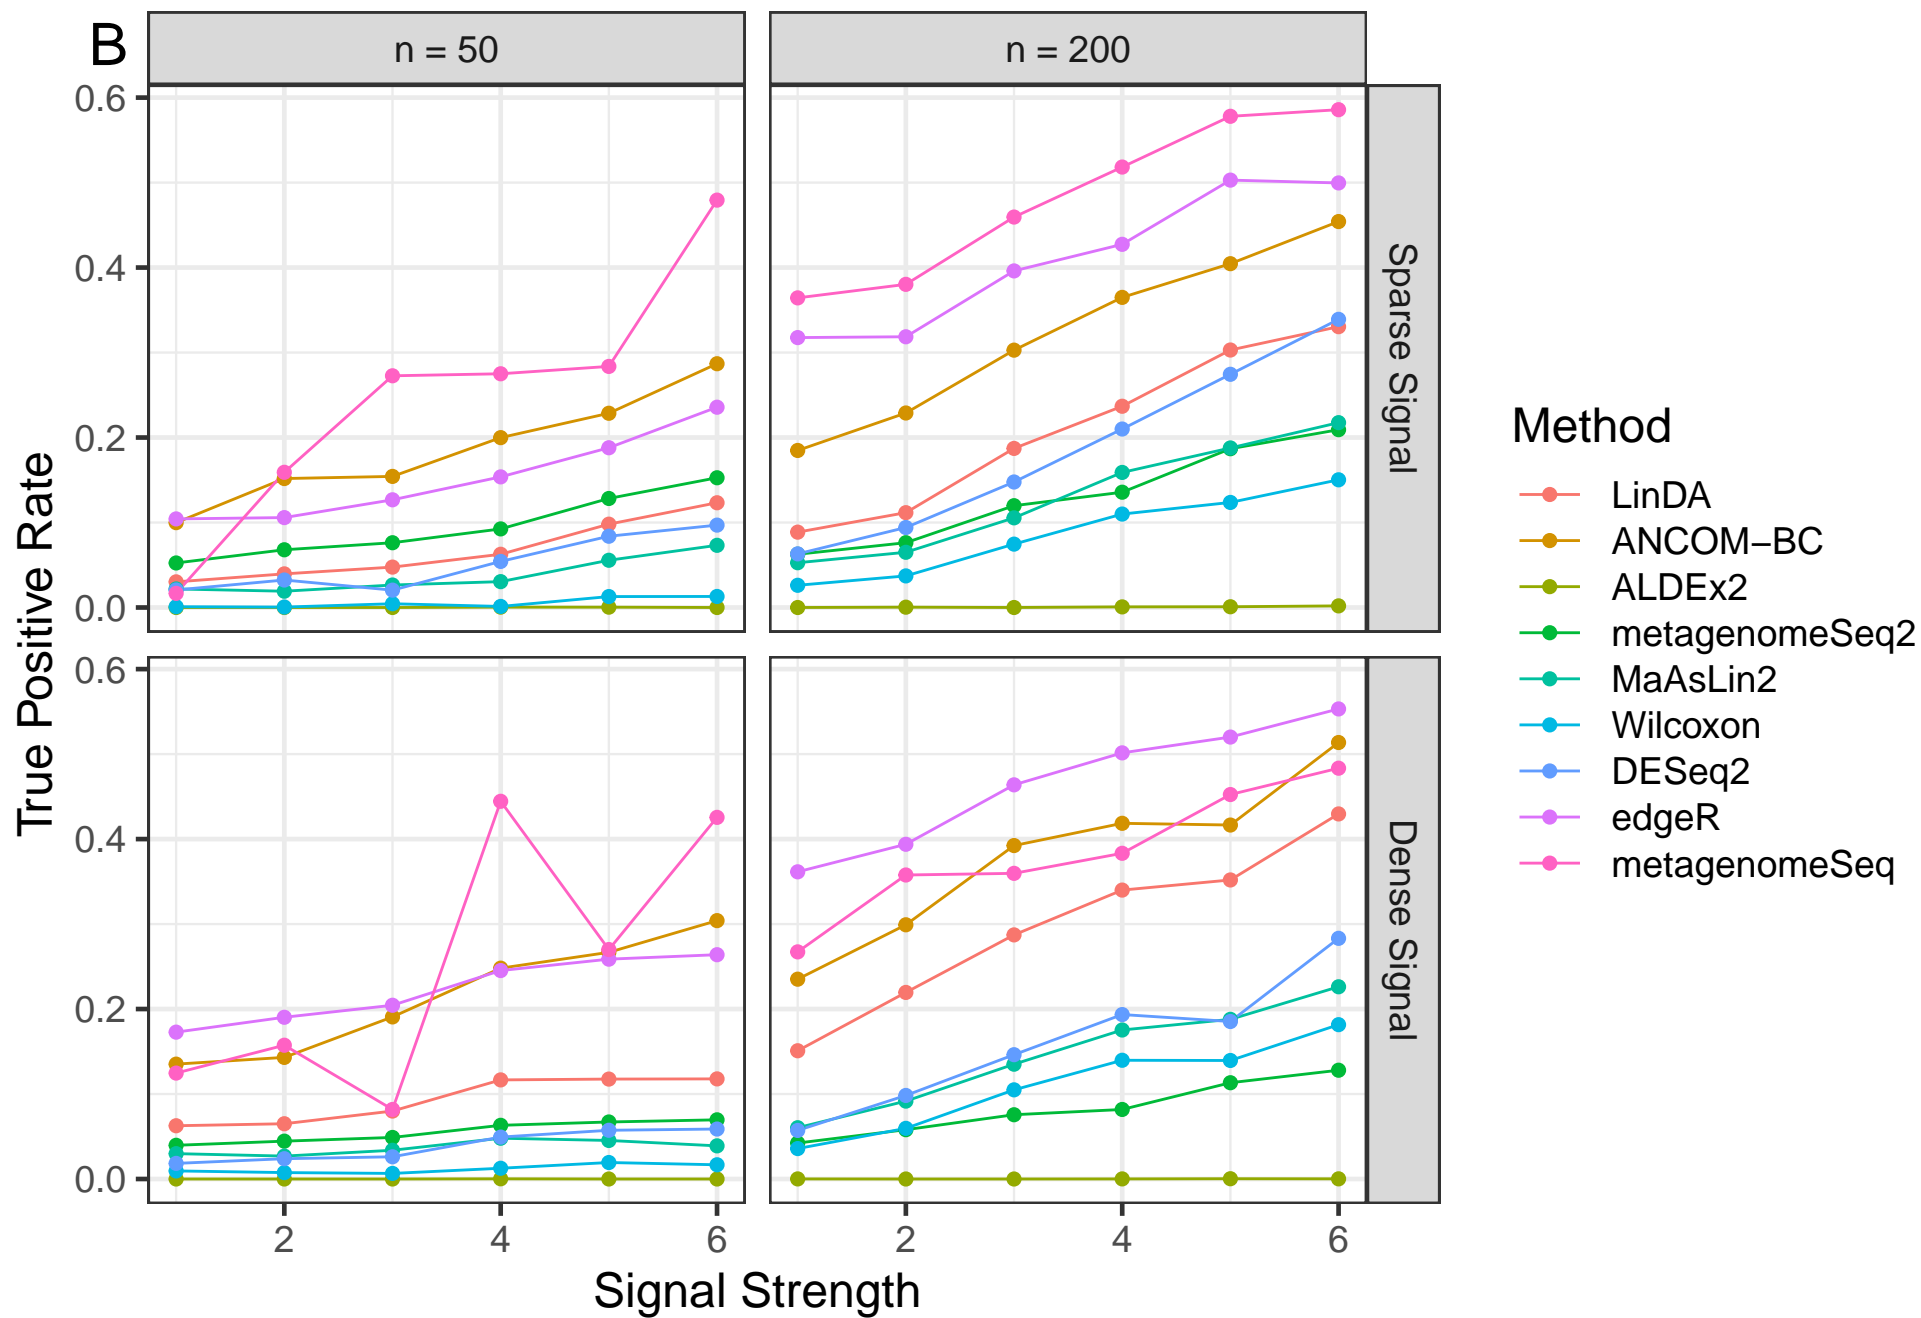 B
n = 50
n = 200
0.6
0.4
0.2
0.0
Sparse Signal
0.6
0.4
0.2
0.0
Dense Signal
True Positive Rate
2
4
6
2
4
6
Signal Strength
Method
LinDA
ANCOM−BC
ALDEx2
metagenomeSeq2
MaAsLin2
Wilcoxon
DESeq2
edgeR
metagenomeSeq